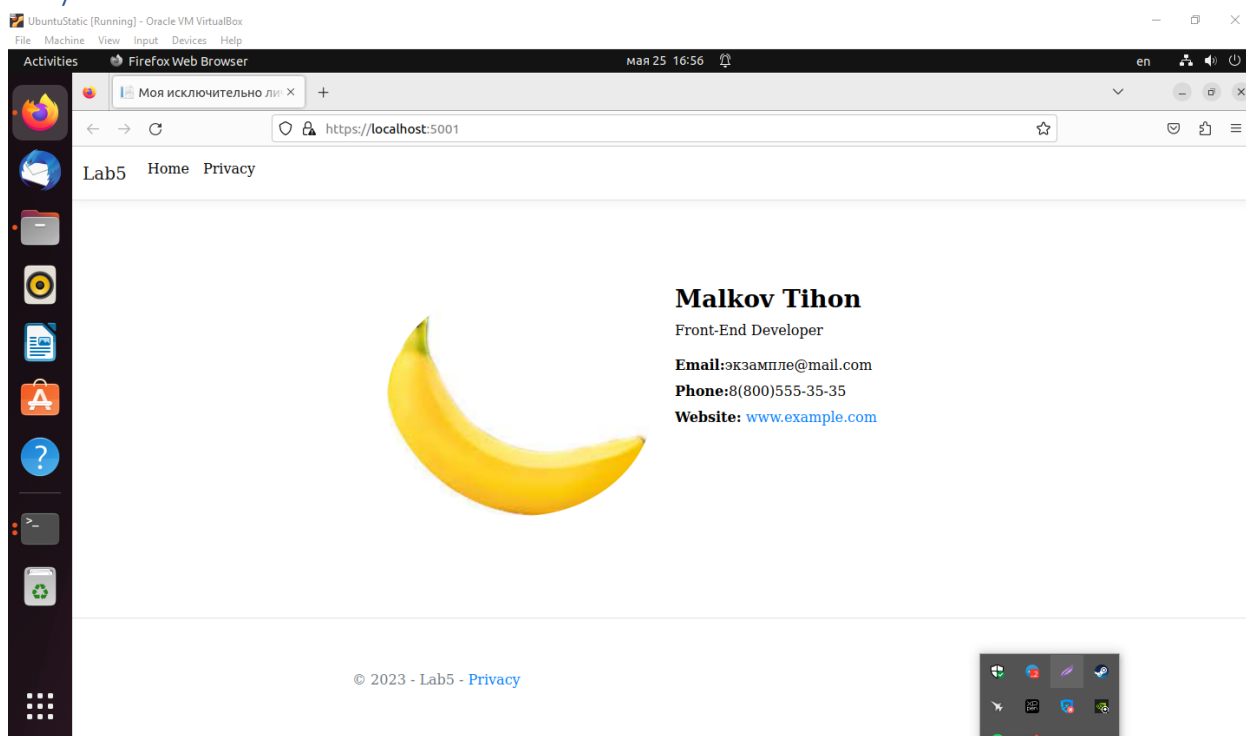 UbuntuStatic [Running] - Oracle VM VirtualBox
File Machine View Input Devices Help
Activities Firefox Web Browser мая 25 16:56 en
Моя исключительно ли
https://localhost:5001
Lab5 Home Privacy
Malkov Tihon
Front-End Developer
Email:экзампле@mail.com
Phone:8(800)555-35-35
Website: www.example.com
© 2023 - Lab5 - Privacy